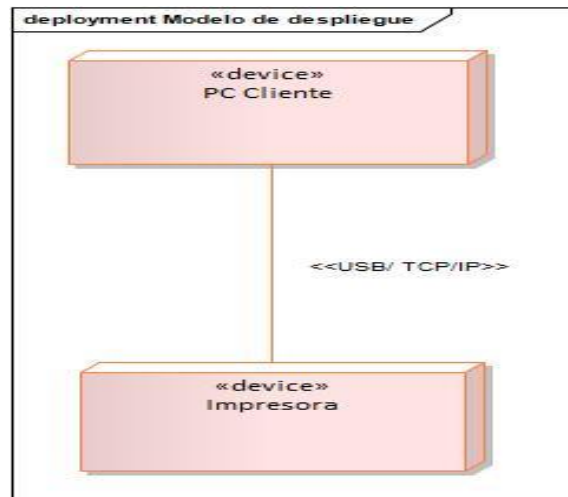 deployment Modelo de despliegue
«device»
PC Cliente
<<USB/ TCP/IP>>
«device»
Impresora